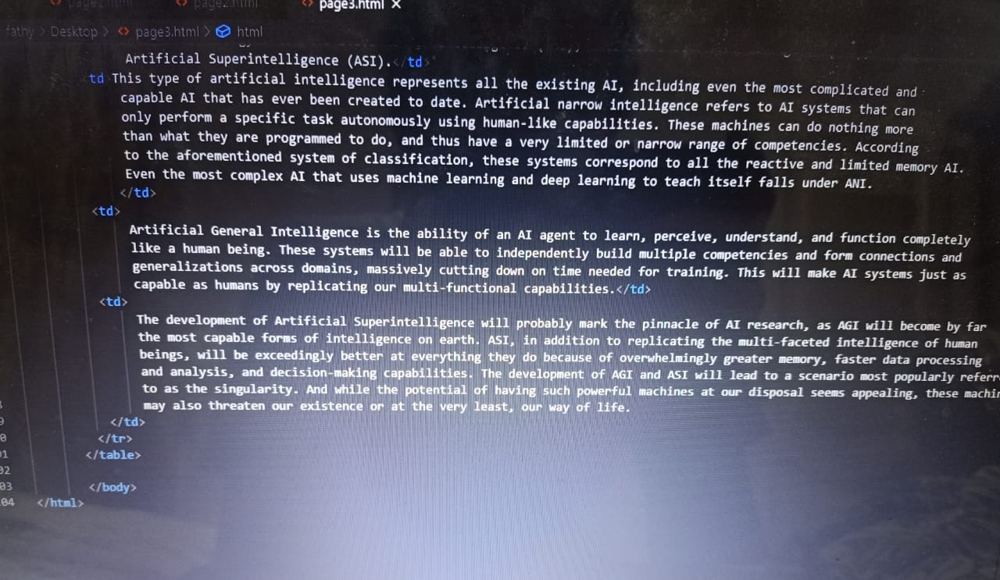 page2.html page3.html ×
fathy > Desktop > <> page3.html > html
Artificial Superintelligence (ASI).</td>
<td>This type of artificial intelligence represents all the existing AI, including even the most complicated and
capable AI that has ever been created to date. Artificial narrow intelligence refers to AI systems that can
only perform a specific task autonomously using human-like capabilities. These machines can do nothing more
than what they are programmed to do, and thus have a very limited or narrow range of competencies. According
to the aforementioned system of classification, these systems correspond to all the reactive and limited memory AI.
Even the most complex AI that uses machine learning and deep learning to teach itself falls under ANI.
</td>
<td>
Artificial General Intelligence is the ability of an AI agent to learn, perceive, understand, and function completely
like a human being. These systems will be able to independently build multiple competencies and form connections and
generalizations across domains, massively cutting down on time needed for training. This will make AI systems just as
capable as humans by replicating our multi-functional capabilities.</td>
<td>
The development of Artificial Superintelligence will probably mark the pinnacle of AI research, as AGI will become by far
the most capable forms of intelligence on earth. ASI, in addition to replicating the multi-faceted intelligence of human
beings, will be exceedingly better at everything they do because of overwhelmingly greater memory, faster data processing
and analysis, and decision-making capabilities. The development of AGI and ASI will lead to a scenario most popularly referr
to as the singularity. And while the potential of having such powerful machines at our disposal seems appealing, these machin
may also threaten our existence or at the very least, our way of life.
</td>
</tr>
</table>
</body>
04 </html>